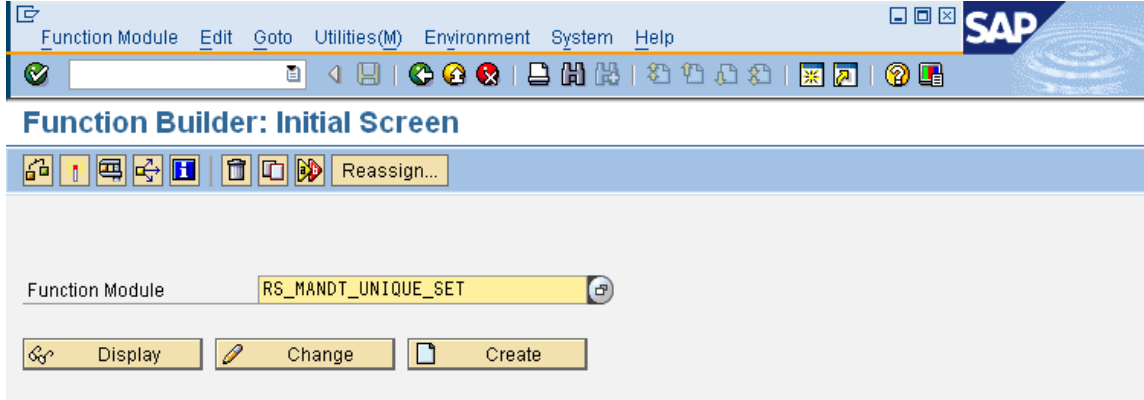 SAP
Function Module Edit Goto Utilities(M) Environment System Help
Function Builder: Initial Screen
Reassign...
Function Module RS_MANDT_UNIQUE_SET
Display Change Create